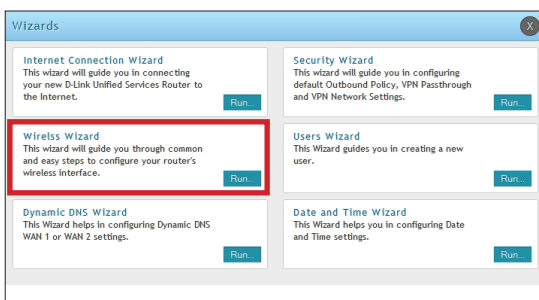 Wizards
X
Internet Connection Wizard
This wizard will guide you in connecting
your new D-Link Unified Services Router to
the Internet.
Run...
Security Wizard
This wizard will guide you in configuring
default Outbound Policy, VPN Passthrough
and VPN Network Settings.
Run...
Wirelss Wizard
This wizard will guide you through common
and easy steps to configure your router's
wireless interface.
Run...
Users Wizard
This Wizard guides you in creating a new
user.
Run...
Dynamic DNS Wizard
This Wizard helps in configuring Dynamic DNS
WAN 1 or WAN 2 settings.
Run...
Date and Time Wizard
This Wizard helps you in configuring Date
and Time settings.
Run...